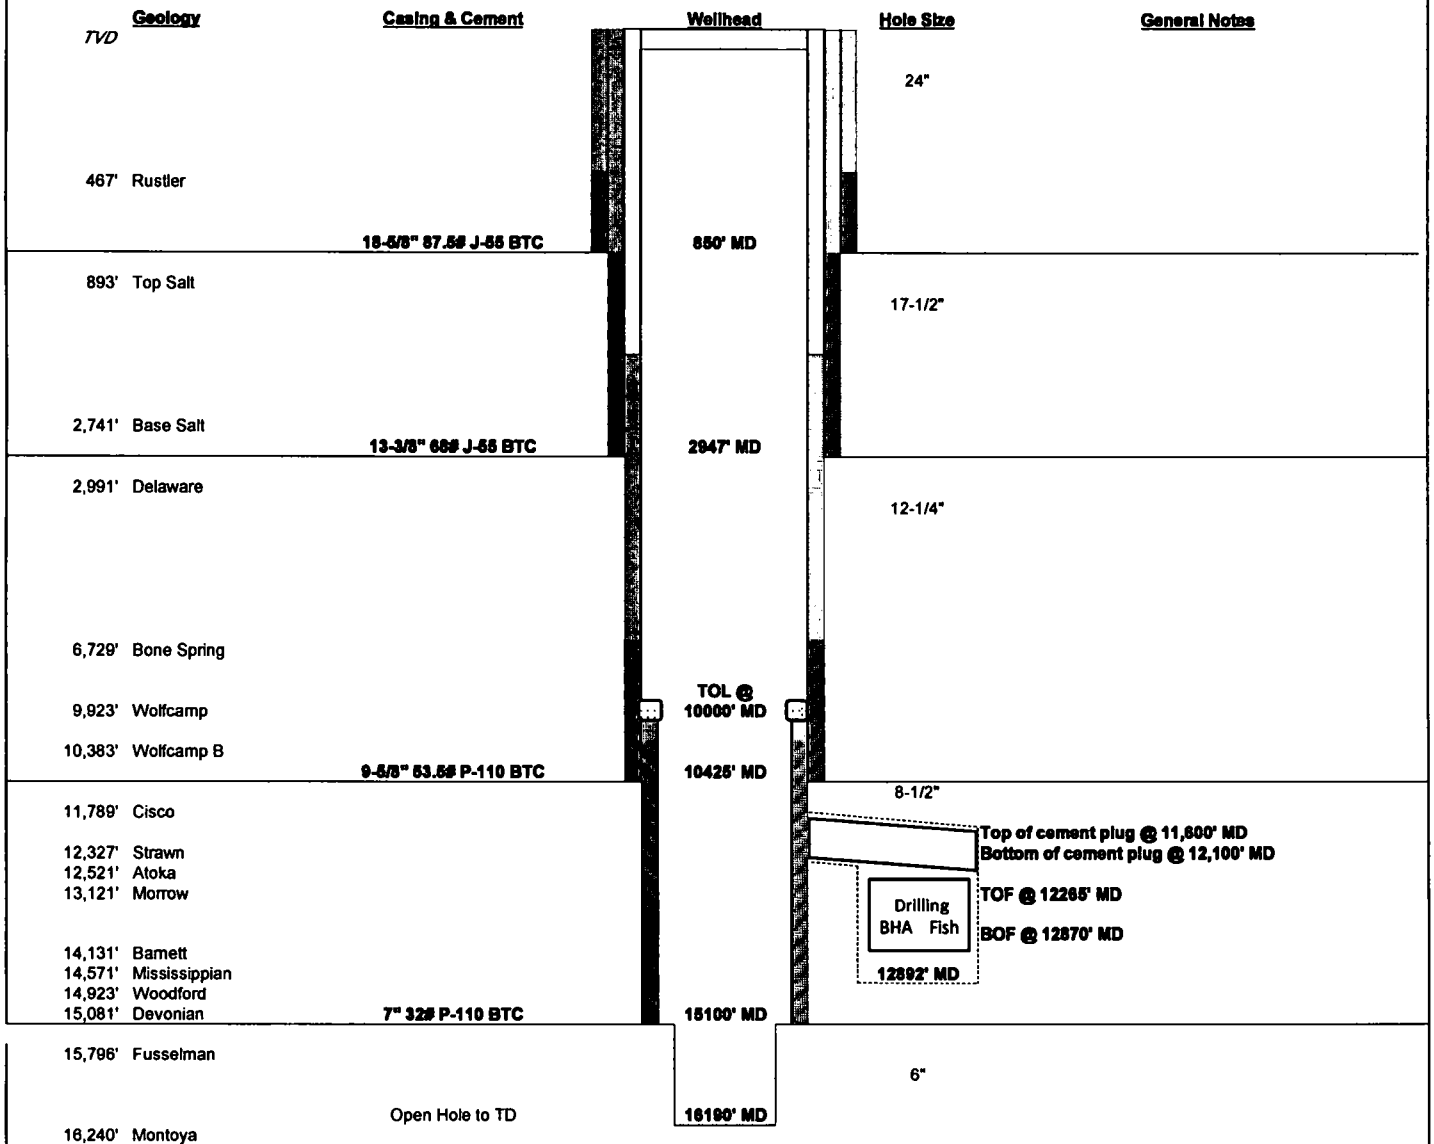 Geology Casing & Cement Wellhead Hole Size General Notes
TVD
24"
467' Rustler
18-5/8" 87.5# J-55 BTC 850' MD
893' Top Salt
17-1/2"
2,741' Base Salt
13-3/8" 68# J-55 BTC 2947' MD
2,991' Delaware
12-1/4"
6,729' Bone Spring
TOL @
9,923' Wolfcamp 10000' MD
10,383' Wolfcamp B
9-5/8" 53.5# P-110 BTC 10425' MD
8-1/2"
11,789' Cisco
Top of cement plug @ 11,600' MD
12,327' Strawn Bottom of cement plug @ 12,100' MD
12,521' Atoka
13,121' Morrow TOF @ 12265' MD
Drilling
BHA Fish BOF @ 12870' MD
14,131' Barnett
14,571' Mississippian 12892' MD
14,923' Woodford
15,081' Devonian 7" 32# P-110 BTC 15100' MD
15,796' Fusselman
6"
Open Hole to TD 16190' MD
16,240' Montoya